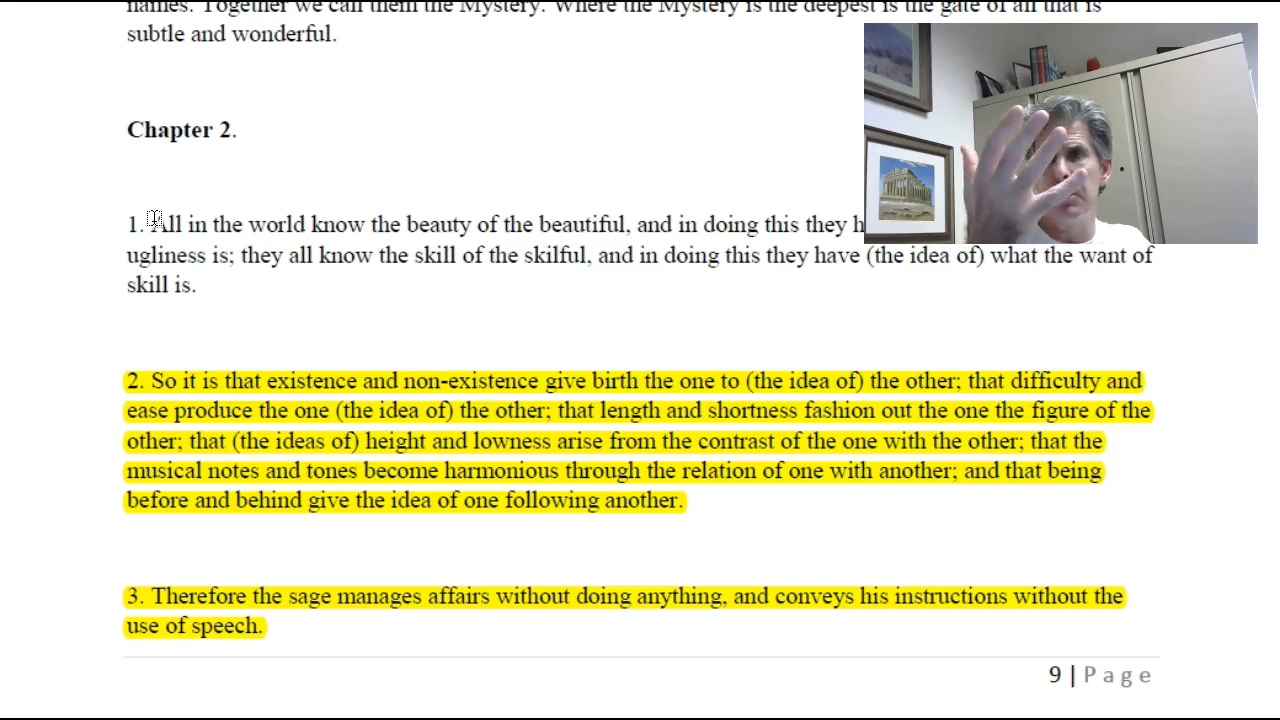 names. Together we call them the Mystery. Where the Mystery is the deepest is the gate of all that is
subtle and wonderful.
Chapter 2.
1. All in the world know the beauty of the beautiful, and in doing this they
ugliness is; they all know the skill of the skilful, and in doing this they have (the idea of) what the want of
skill is.
2. So it is that existence and non-existence give birth the one to (the idea of) the other; that difficulty and
ease produce the one (the idea of) the other; that length and shortness fashion out the one the figure of the
other; that (the ideas of) height and lowness arise from the contrast of the one with the other; that the
musical notes and tones become harmonious through the relation of one with another; and that being
before and behind give the idea of one following another.
3. Therefore the sage manages affairs without doing anything, and conveys his instructions without the
use of speech.
9 | Page